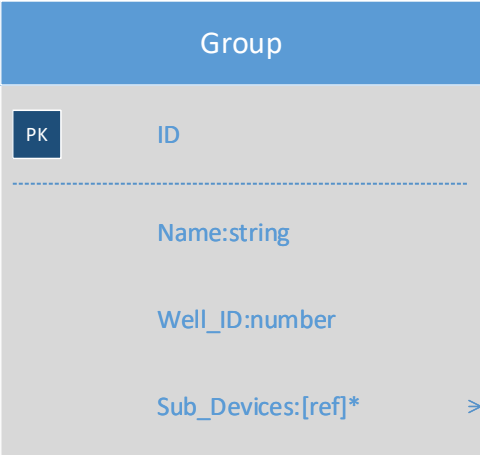 Group
PK ID
Name:string
Well_ID:number
Sub_Devices:[ref]*